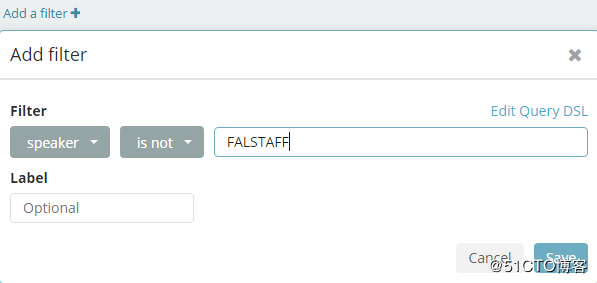 Add a filter +
Add filter ×
Filter Edit Query DSL
speaker is not FALSTAFF
Label
Optional
Cancel Save
@51CTO博客